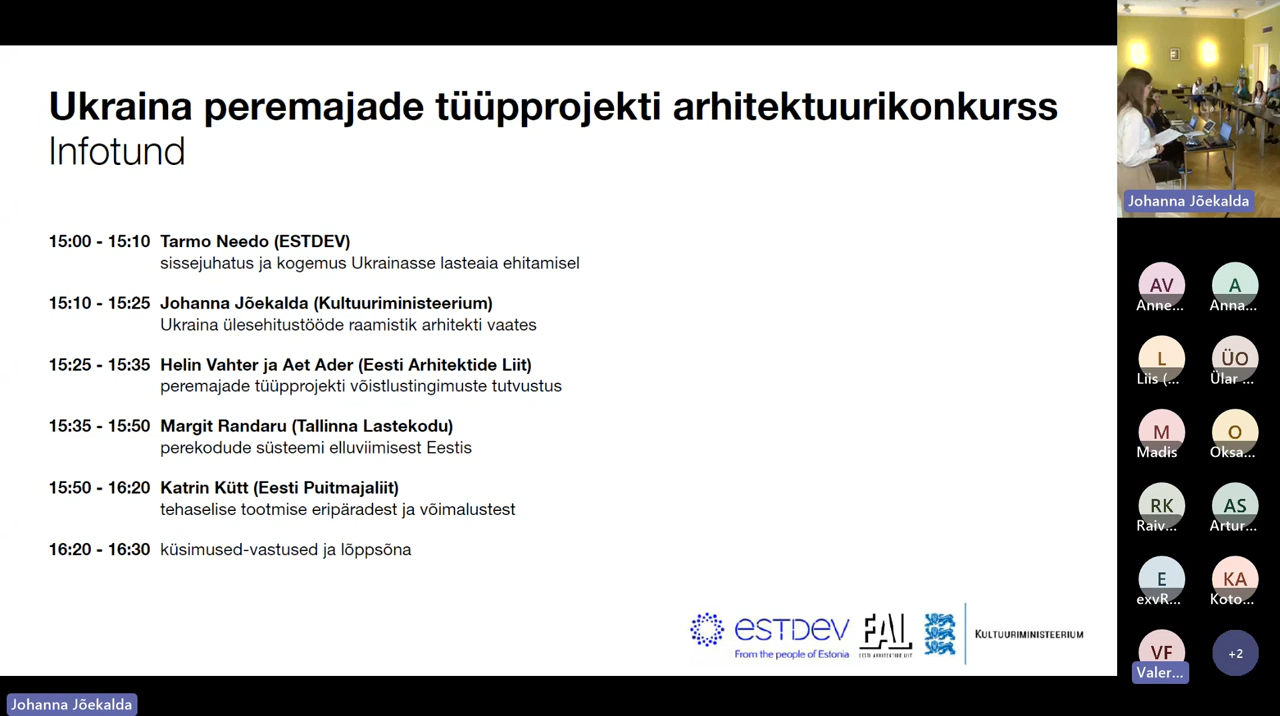 Ukraina peremajade tüüpprojekti arhitektuurikonkurss
Infotund
15:00 - 15:10 Tarmo Needo (ESTDEV)
sissejuhatus ja kogemus Ukrainasse lasteaia ehitamisel
15:10 - 15:25 Johanna Jõekalda (Kultuuriministeerium)
Ukraina ülesehitustööde raamistik arhitekti vaates
15:25 - 15:35 Helin Vahter ja Aet Ader (Eesti Arhitektide Liit)
peremajade tüüpprojekti võistlustingimuste tutvustus
15:35 - 15:50 Margit Randaru (Tallinna Lastekodu)
perekodude süsteemi elluviimisest Eestis
15:50 - 16:20 Katrin Kütt (Eesti Puitmajaliit)
tehaselise tootmise eripäradest ja võimalustest
16:20 - 16:30 küsimused-vastused ja lõppsõna
ESTDEV
From the people of Estonia
EAL
EESTI ARHITEKTIDE LIIT
KULTUURIMINISTEERIUM
Johanna Jõekalda
AV
Anne...
A
Anna...
L
Liis (...
ÜO
Ülar ...
M
Madis
O
Oksa...
RK
Raiv...
AS
Artur...
E
exvR...
KA
Koto...
VF
Valer...
+2
Johanna Jõekalda